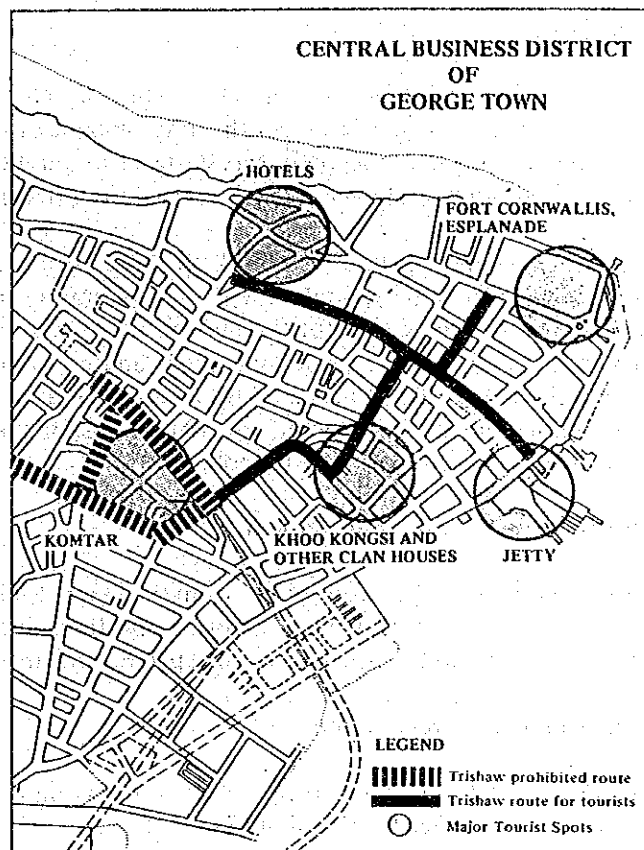 CENTRAL BUSINESS DISTRICT
OF
GEORGE TOWN
HOTELS
FORT CORNWALLIS,
ESPLANADE
KOMTAR
KHOO KONGSI AND
OTHER CLAN HOUSES
JETTY
LEGEND
Trishaw prohibited route
Trishaw route for tourists
Major Tourist Spots